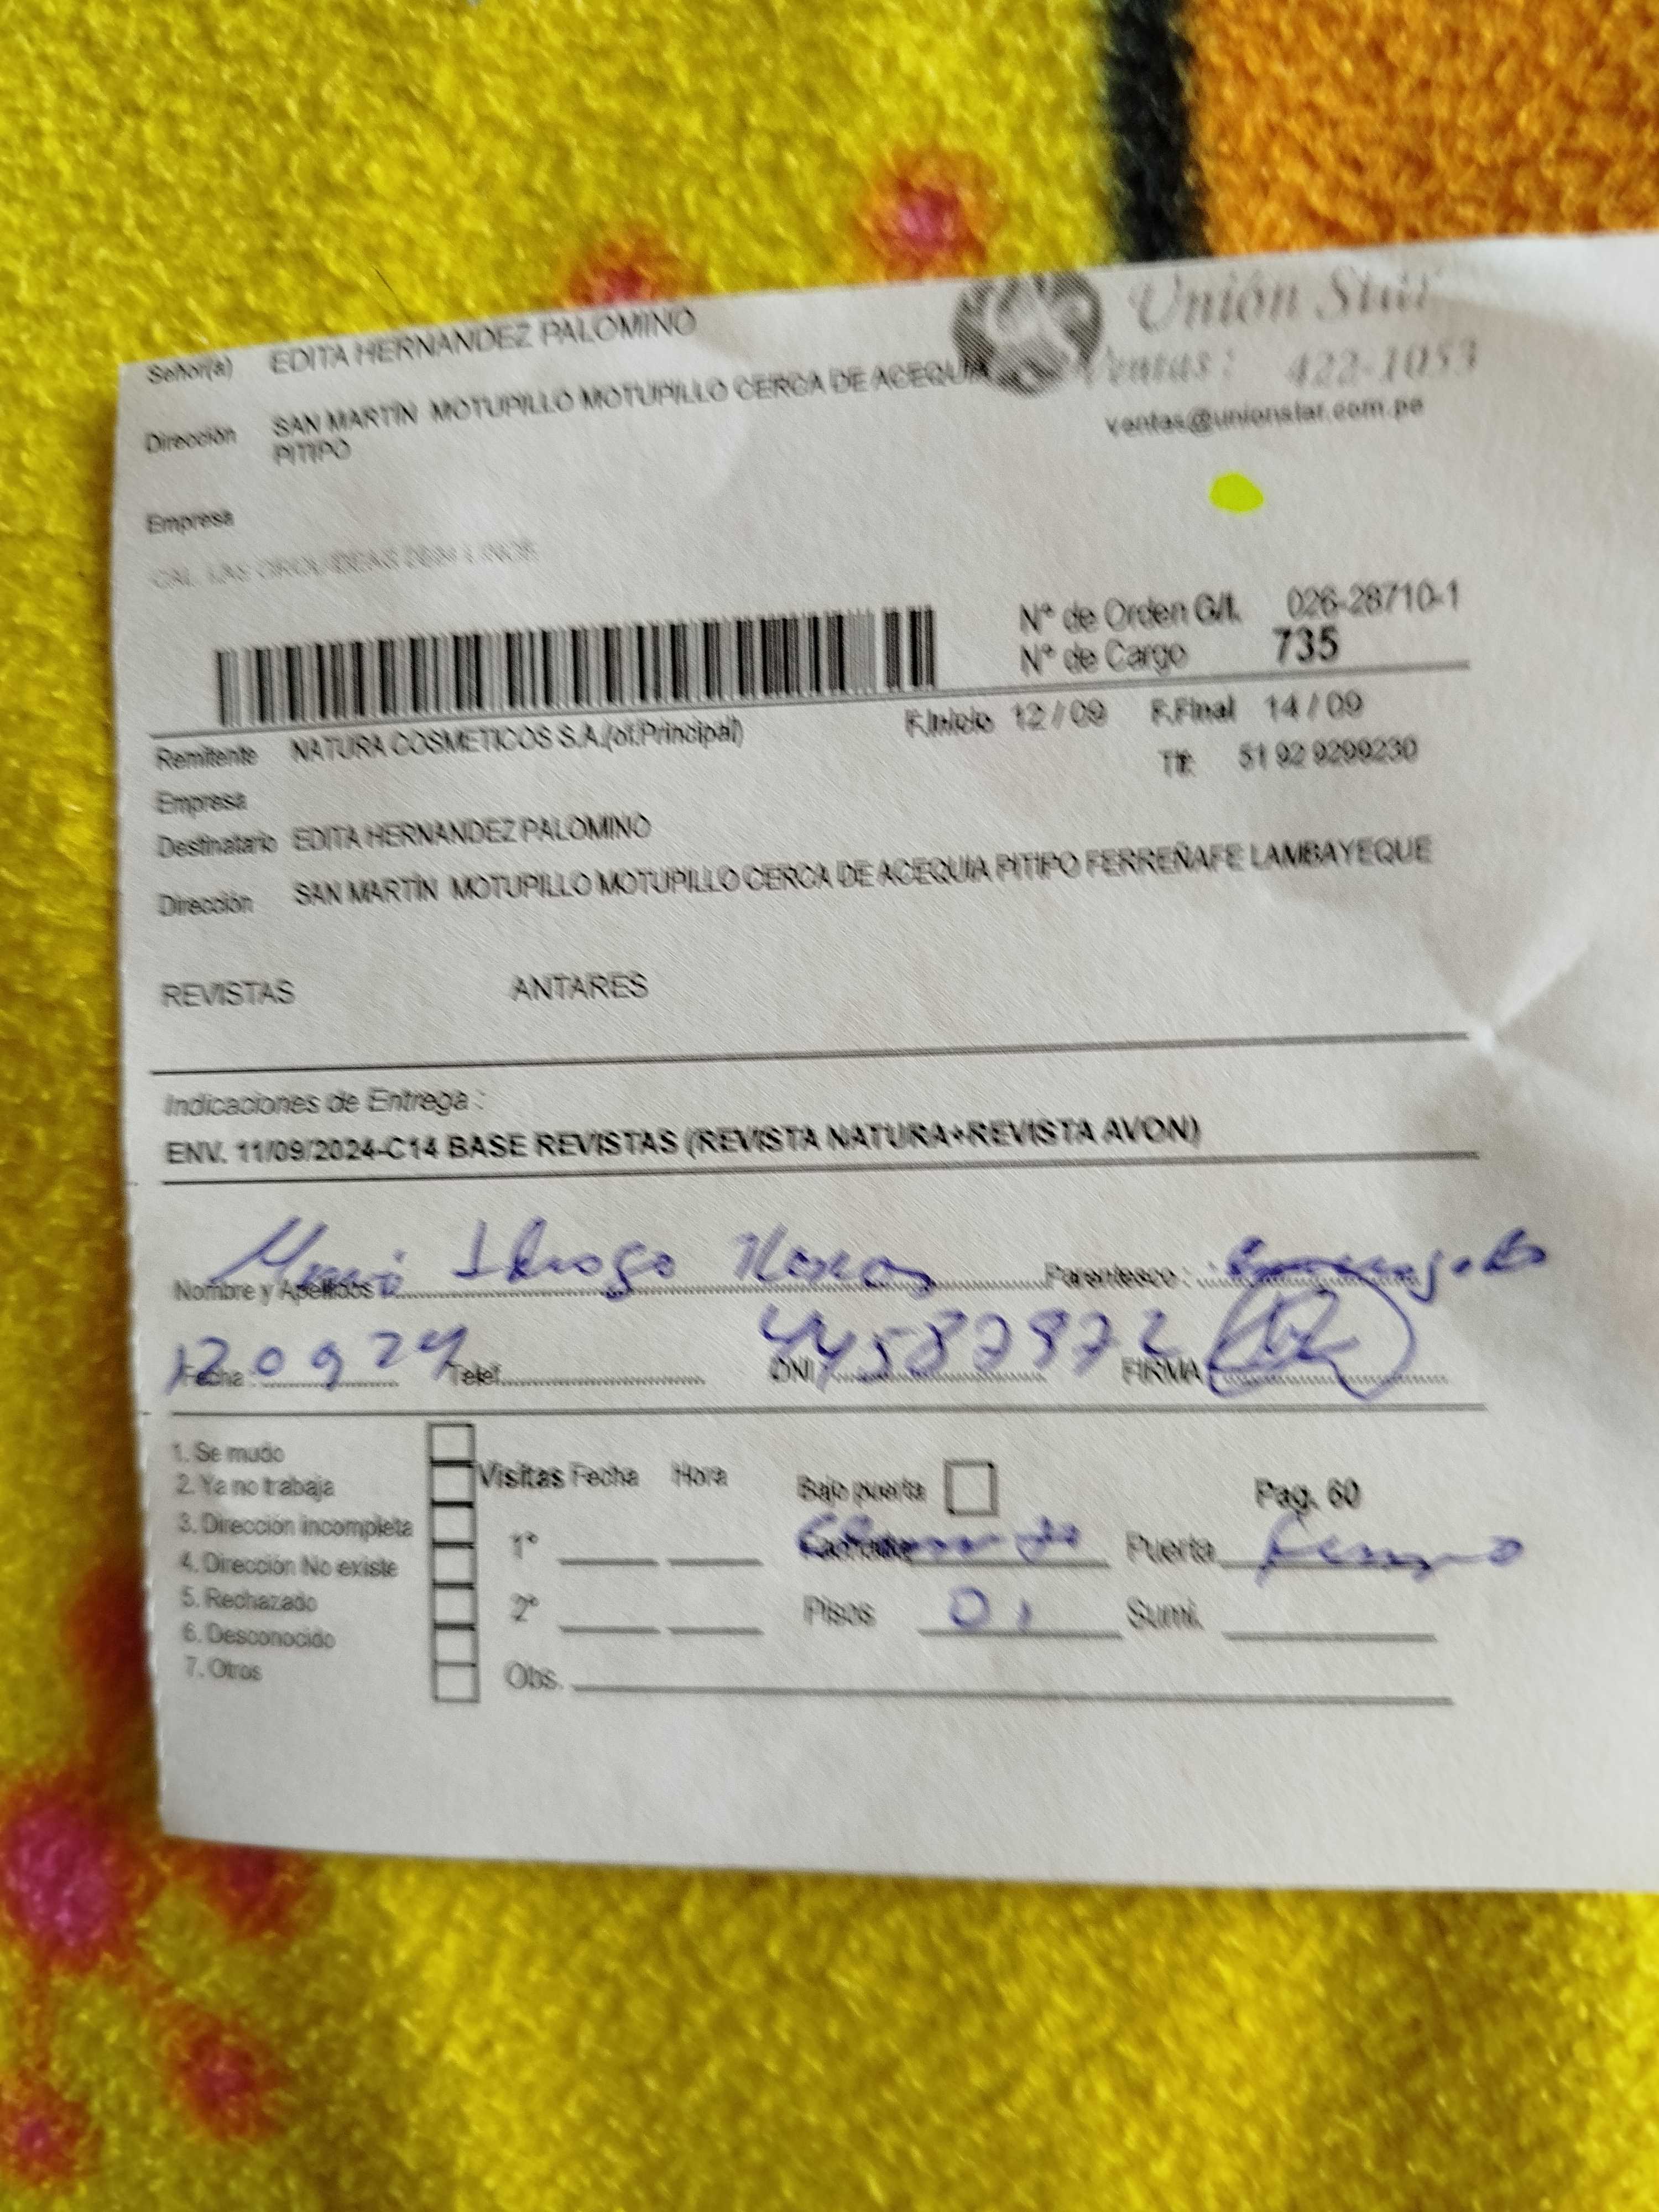 Señor(a) EDITA HERNANDEZ PALOMINO
Unión Star
Dirección SAN MARTÍN MOTUPILLO MOTUPILLO CERCA DE ACEQUIA
PITIPO
Ventas: 422-1053
ventas@unionstar.com.pe
Empresa
CAL. LAS ORQUIDEAS
Nº de Orden G/I. 026-28710-1
Nº de Cargo 735
Remitente NATURA COSMETICOS S.A.(of.Principal) F.Inicio 12 / 09 F.Final 14 / 09
Empresa Tlf: 51 92 9299230
Destinatario EDITA HERNANDEZ PALOMINO
Dirección SAN MARTÍN MOTUPILLO MOTUPILLO CERCA DE ACEQUIA PITIPO FERREÑAFE LAMBAYEQUE
REVISTAS ANTARES
Indicaciones de Entrega :
ENV. 11/09/2024-C14 BASE REVISTAS (REVISTA NATURA+REVISTA AVON)
Nombre y Apellidos Idrogo Parentesco :
Fecha : 120924 Telef. DNI FIRMA
1. Se mudo
2. Ya no trabaja
3. Dirección incompleta
4. Dirección No existe
5. Rechazado
6. Desconocido
7. Otros
Visitas Fecha Hora Bajo puerta Pag. 60
1º Puerta
2º Pisos 01 Sumi.
Obs.